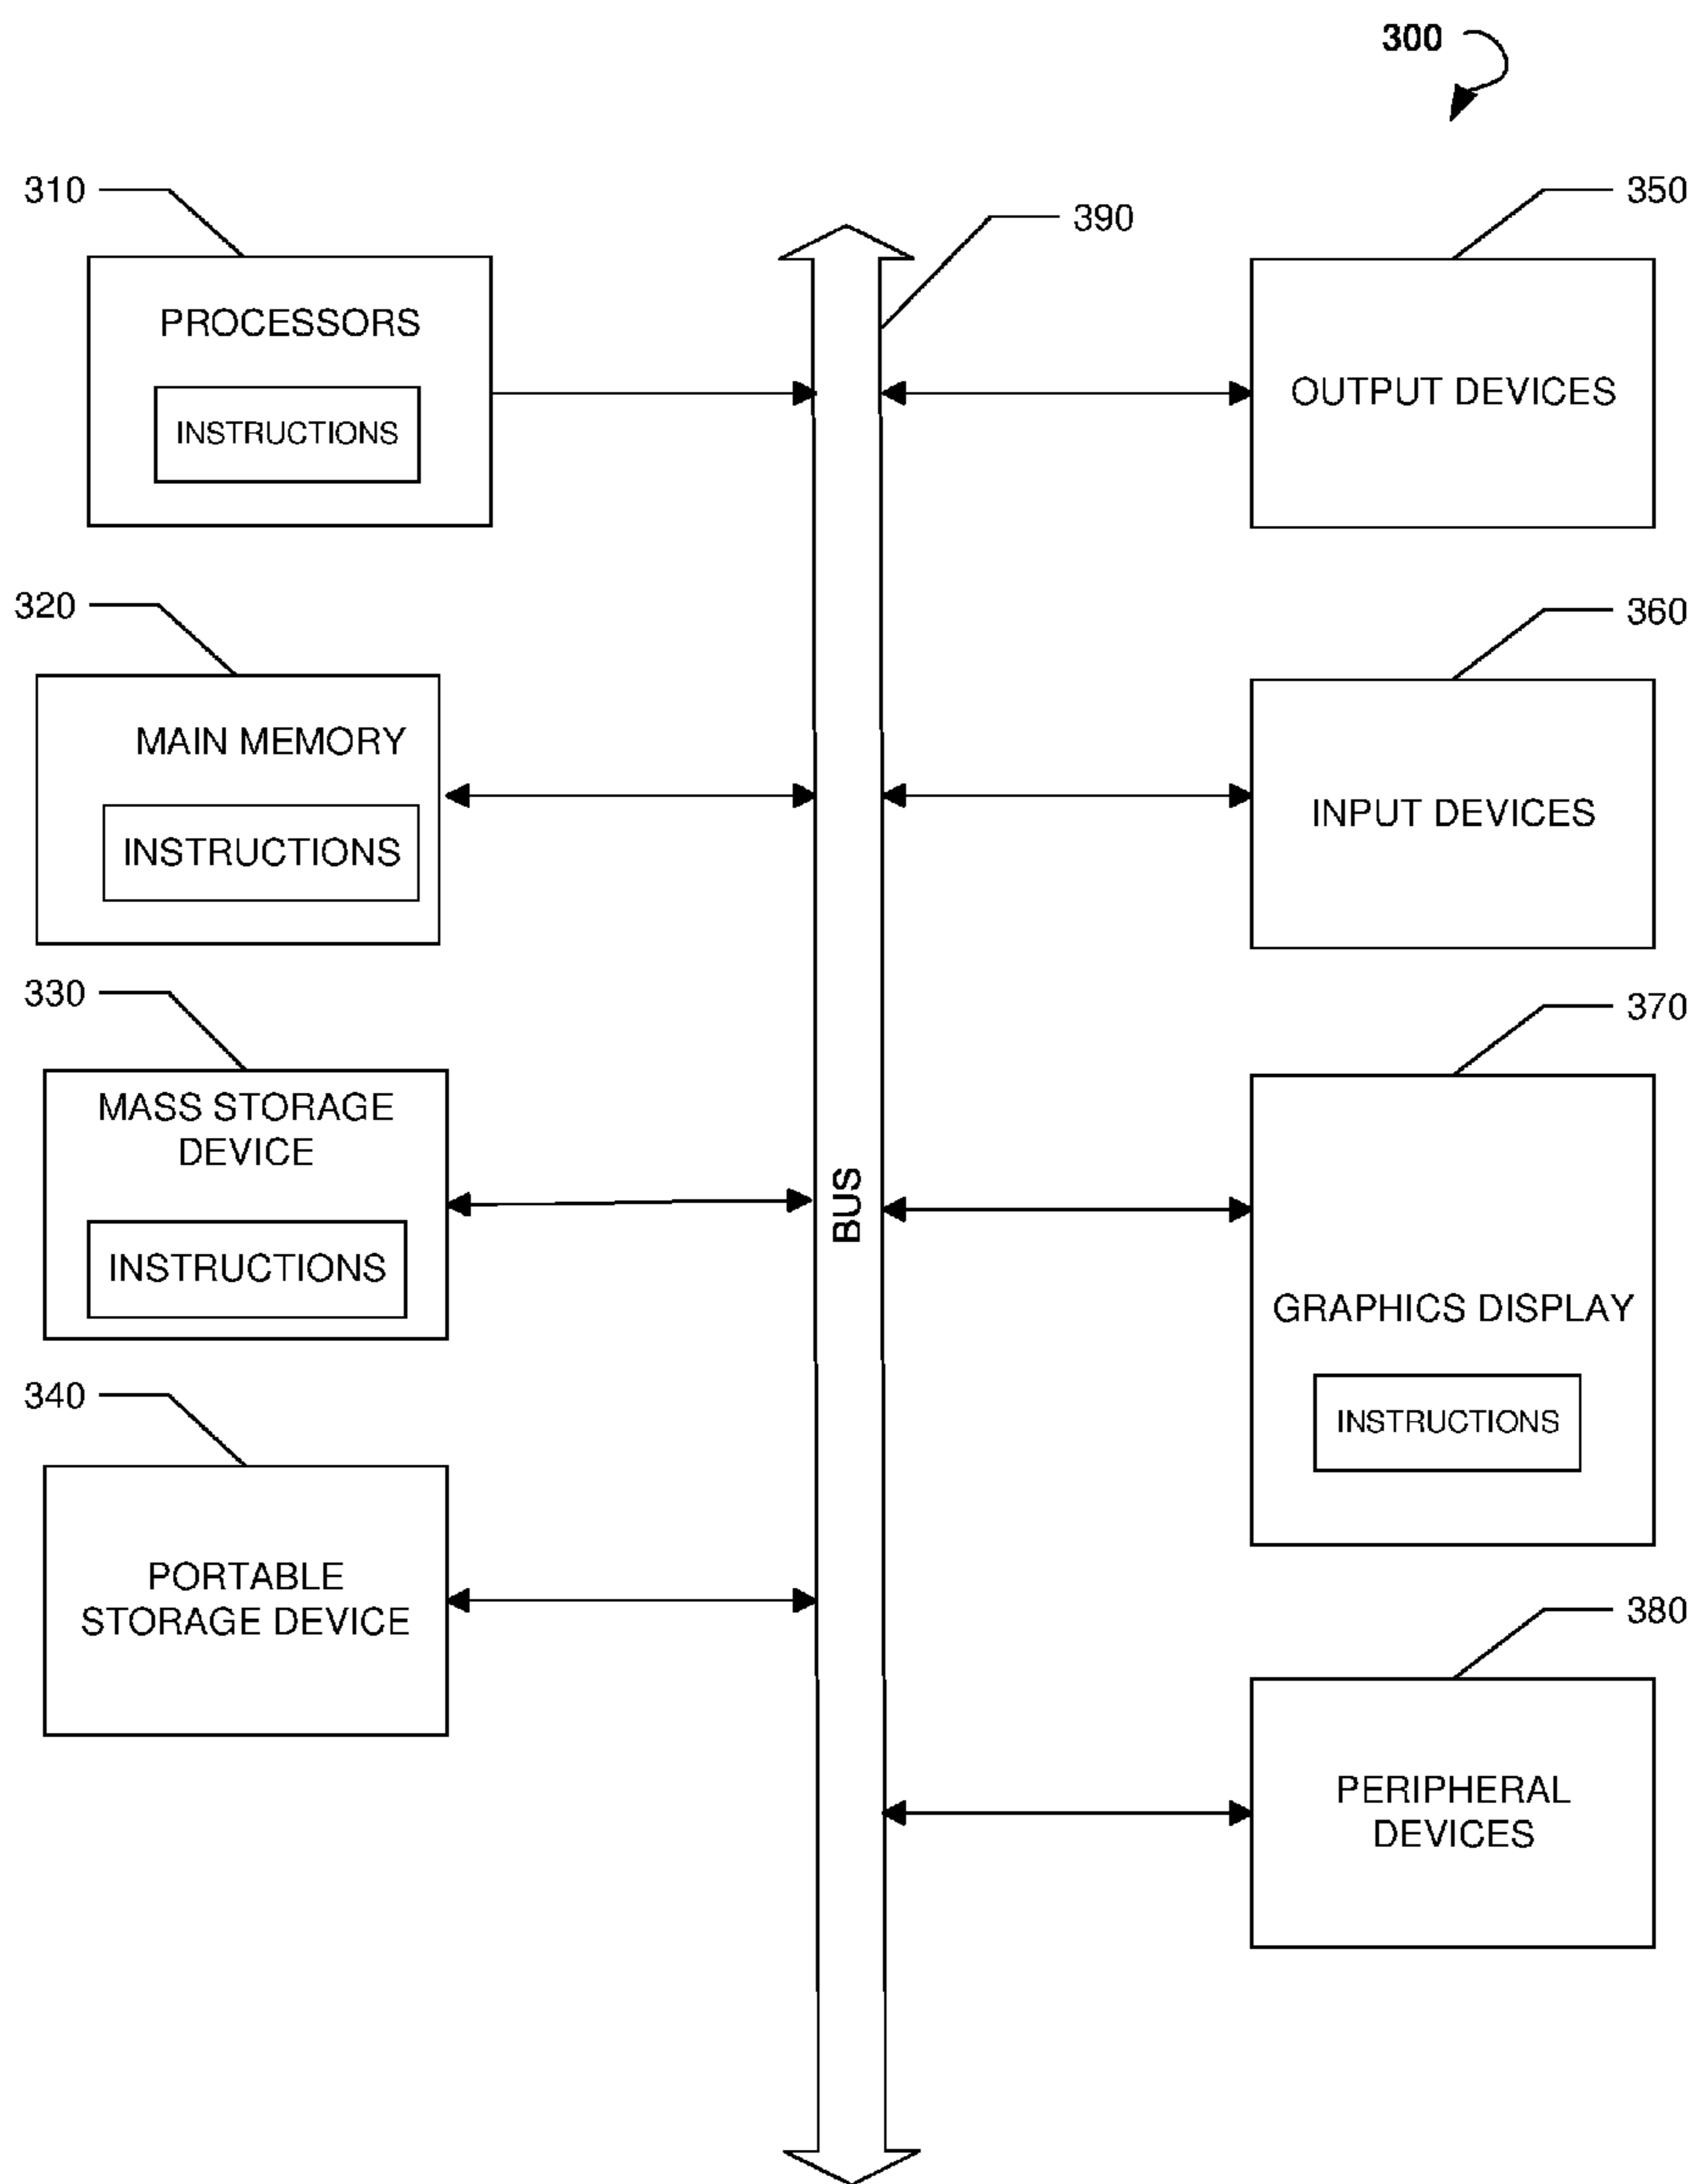 300
310
390
350
PROCESSORS
INSTRUCTIONS
OUTPUT DEVICES
320
360
MAIN MEMORY
INSTRUCTIONS
INPUT DEVICES
330
370
MASS STORAGE
DEVICE
INSTRUCTIONS
BUS
GRAPHICS DISPLAY
INSTRUCTIONS
340
PORTABLE
STORAGE DEVICE
380
PERIPHERAL
DEVICES